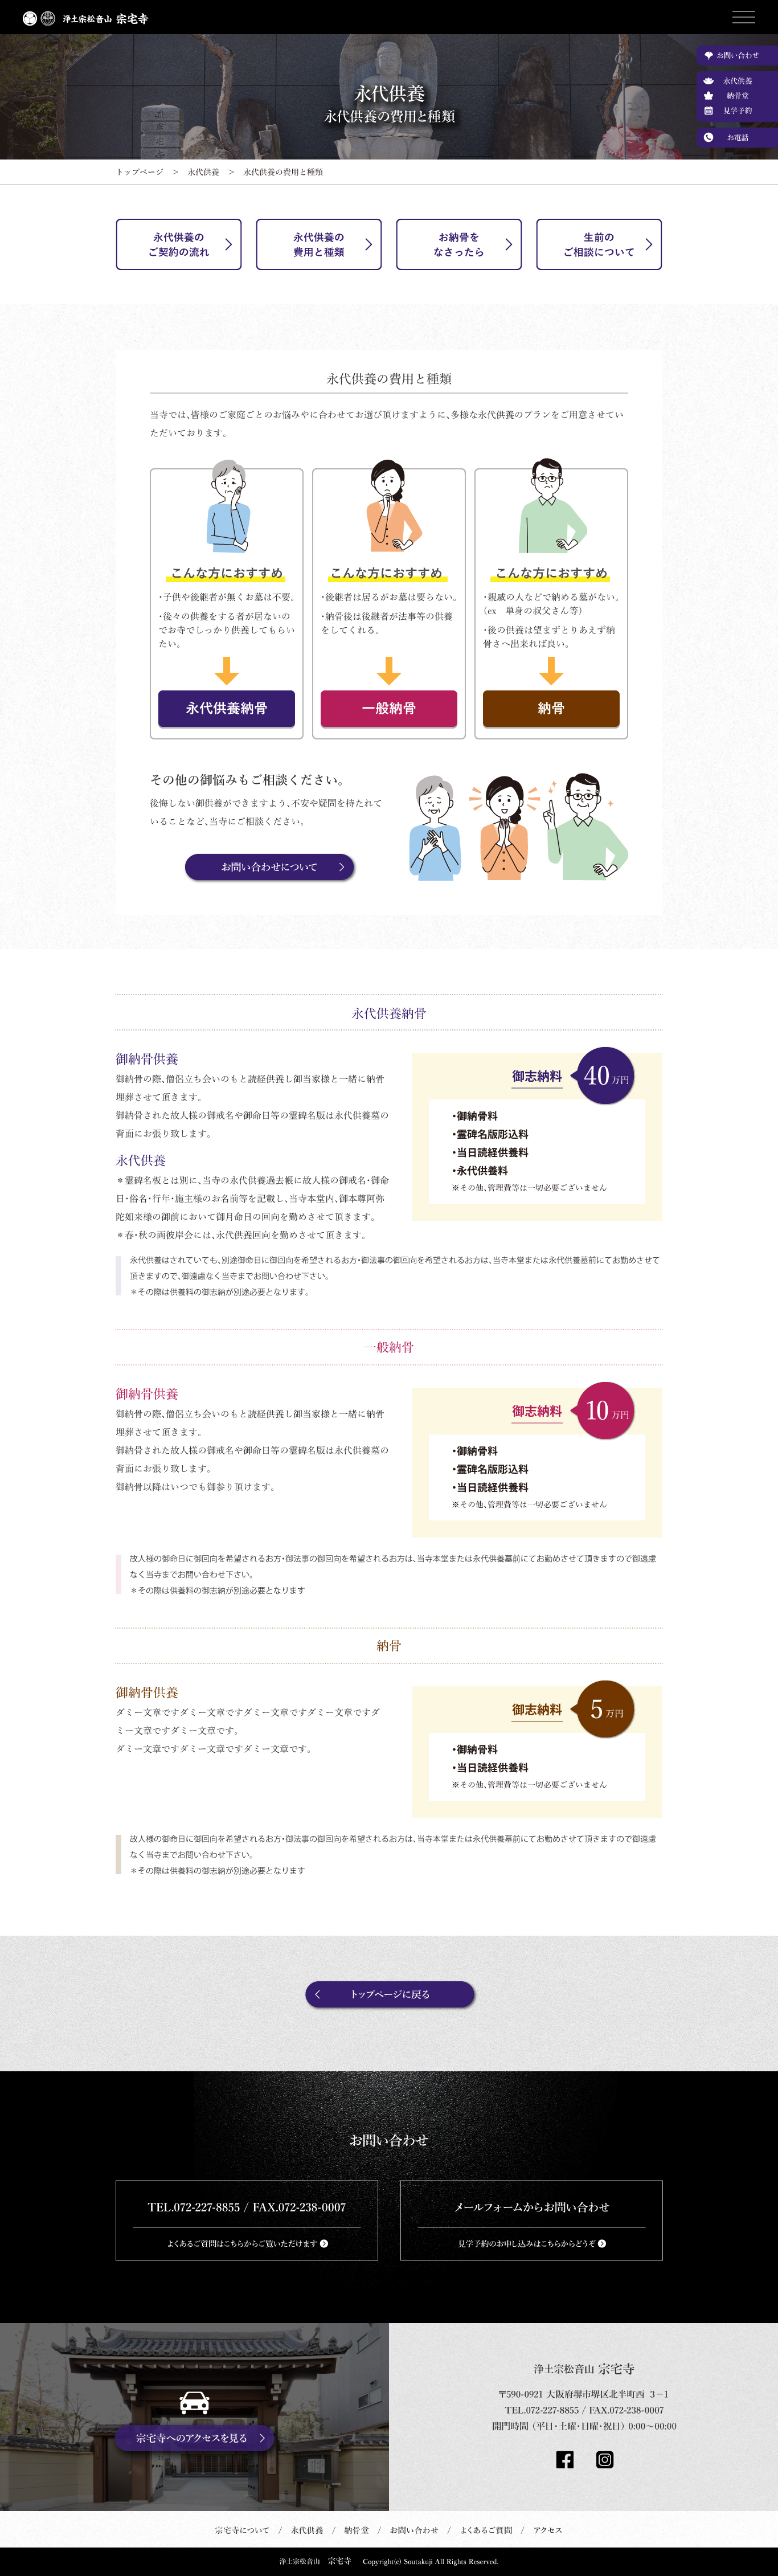 浄土宗松音山 宗宅寺
お問い合わせ
永代供養
納骨堂
見学予約
お電話
永代供養
永代供養の費用と種類
トップページ ＞ 永代供養 ＞ 永代供養の費用と種類
永代供養の
ご契約の流れ
永代供養の
費用と種類
お納骨を
なさったら
生前の
ご相談について
永代供養の費用と種類
当寺では、皆様のご家庭ごとのお悩みやに合わせてお選び頂けますように、多様な永代供養のプランをご用意させてい
ただいております。
こんな方におすすめ
・子供や後継者が無くお墓は不要。
・後々の供養をする者が居ないの
でお寺でしっかり供養してもらい
たい。
永代供養納骨
こんな方におすすめ
・後継者は居るがお墓は要らない。
・納骨後は後継者が法事等の供養
をしてくれる。
一般納骨
こんな方におすすめ
・親戚の人などで納める墓がない。
（ex 単身の叔父さん等）
・後の供養は望まずとりあえず納
骨さへ出来れば良い。
納骨
その他の御悩みもご相談ください。
後悔しない御供養ができますよう、不安や疑問を持たれて
いることなど、当寺にご相談ください。
お問い合わせについて
永代供養納骨
御納骨供養
御納骨の際、僧侶立ち会いのもと読経供養し御当家様と一緒に納骨
埋葬させて頂きます。
御納骨された故人様の御戒名や御命日等の霊碑名版は永代供養墓の
背面にお張り致します。
永代供養
＊霊碑名板とは別に、当寺の永代供養過去帳に故人様の御戒名・御命
日・俗名・行年・施主様のお名前等を記載し、当寺本堂内、御本尊阿弥
陀如来様の御前において御月命日の回向を勤めさせて頂きます。
＊春・秋の両彼岸会には、永代供養回向を勤めさせて頂きます。
御志納料
40万円
・御納骨料
・霊碑名版彫込料
・当日読経供養料
・永代供養料
※その他、管理費等は一切必要ございません
永代供養はされていても、別途御命日に御回向を希望されるお方・御法事の御回向を希望されるお方は、当寺本堂または永代供養墓前にてお勤めさせて
頂きますので、御遠慮なく当寺までお問い合わせ下さい。
＊その際は供養料の御志納が別途必要となります。
一般納骨
御納骨供養
御納骨の際、僧侶立ち会いのもと読経供養し御当家様と一緒に納骨
埋葬させて頂きます。
御納骨された故人様の御戒名や御命日等の霊碑名版は永代供養墓の
背面にお張り致します。
御納骨以降はいつでも御参り頂けます。
御志納料
10万円
・御納骨料
・霊碑名版彫込料
・当日読経供養料
※その他、管理費等は一切必要ございません
故人様の御命日に御回向を希望されるお方・御法事の御回向を希望されるお方は、当寺本堂または永代供養墓前にてお勤めさせて頂きますので御遠慮
なく当寺までお問い合わせ下さい。
＊その際は供養料の御志納が別途必要となります
納骨
御納骨供養
ダミー文章ですダミー文章ですダミー文章ですダミー文章ですダ
ミー文章ですダミー文章です。
ダミー文章ですダミー文章ですダミー文章です。
御志納料
5万円
・御納骨料
・当日読経供養料
※その他、管理費等は一切必要ございません
故人様の御命日に御回向を希望されるお方・御法事の御回向を希望されるお方は、当寺本堂または永代供養墓前にてお勤めさせて頂きますので御遠慮
なく当寺までお問い合わせ下さい。
＊その際は供養料の御志納が別途必要となります
トップページに戻る
お問い合わせ
TEL.072-227-8855 / FAX.072-238-0007
よくあるご質問はこちらからご覧いただけます
メールフォームからお問い合わせ
見学予約のお申し込みはこちらからどうぞ
宗宅寺へのアクセスを見る
浄土宗松音山 宗宅寺
〒590-0921 大阪府堺市堺区北半町西 3－1
TEL.072-227-8855 / FAX.072-238-0007
開門時間（平日・土曜・日曜・祝日）0:00〜00:00
宗宅寺について / 永代供養 / 納骨堂 / お問い合わせ / よくあるご質問 / アクセス
浄土宗松音山 宗宅寺 Copyright(c) Soutakuji All Rights Reserved.